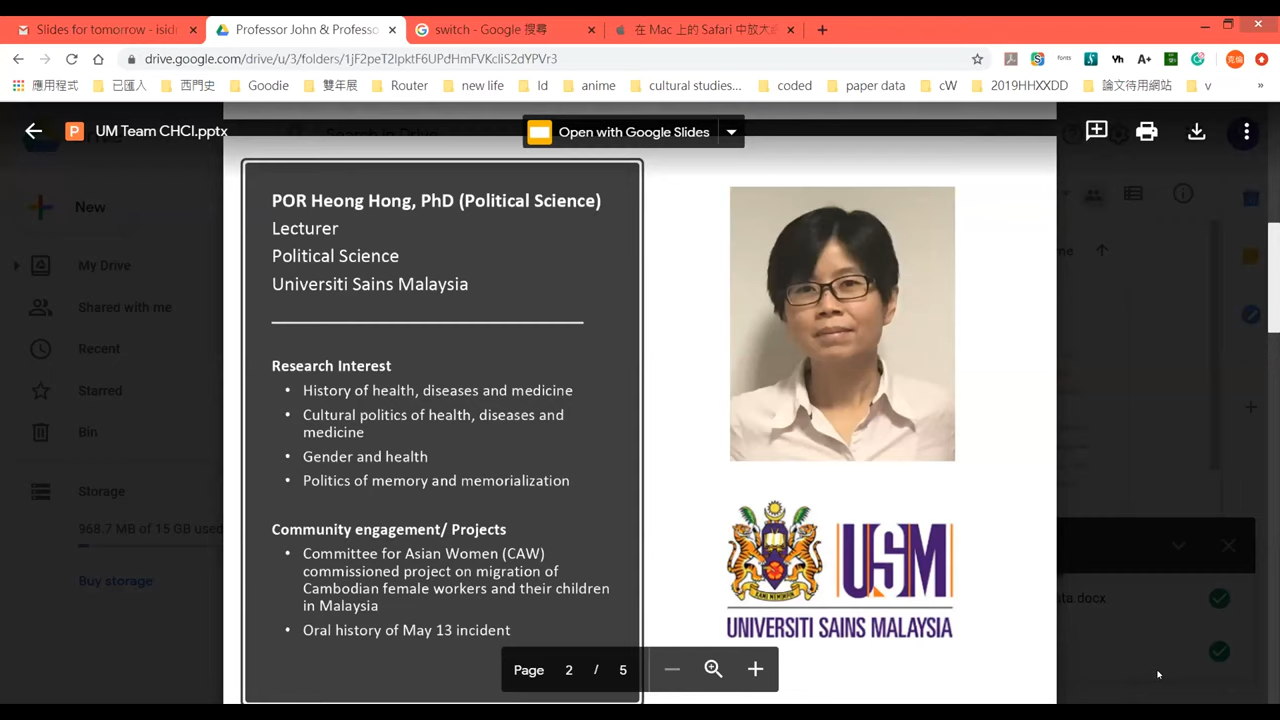 Slides for tomorrow - isid
Professor John & Professo
switch - Google 搜尋
在 Mac 上的 Safari 中放大
drive.google.com/drive/u/3/folders/1jF2peT2IpktF6UPdHmFVKcliS2dYPVr3
應用程式
已匯入
西門史
Goodie
雙年展
Router
new life
Id
anime
cultural studies...
coded
paper data
cW
2019HHXXDD
論文待用網站
v
»
UM Team CHCI.pptx
Open with Google Slides
Search in Drive
New
My Drive
Shared with me
Recent
Starred
Bin
Storage
968.7 MB of 15 GB used
Buy storage
POR Heong Hong, PhD (Political Science)
Lecturer
Political Science
Universiti Sains Malaysia
Research Interest
• History of health, diseases and medicine
• Cultural politics of health, diseases and
medicine
• Gender and health
• Politics of memory and memorialization
Community engagement/ Projects
• Committee for Asian Women (CAW)
commissioned project on migration of
Cambodian female workers and their children
in Malaysia
• Oral history of May 13 incident
USM
UNIVERSITI SAINS MALAYSIA
Page 2 / 5